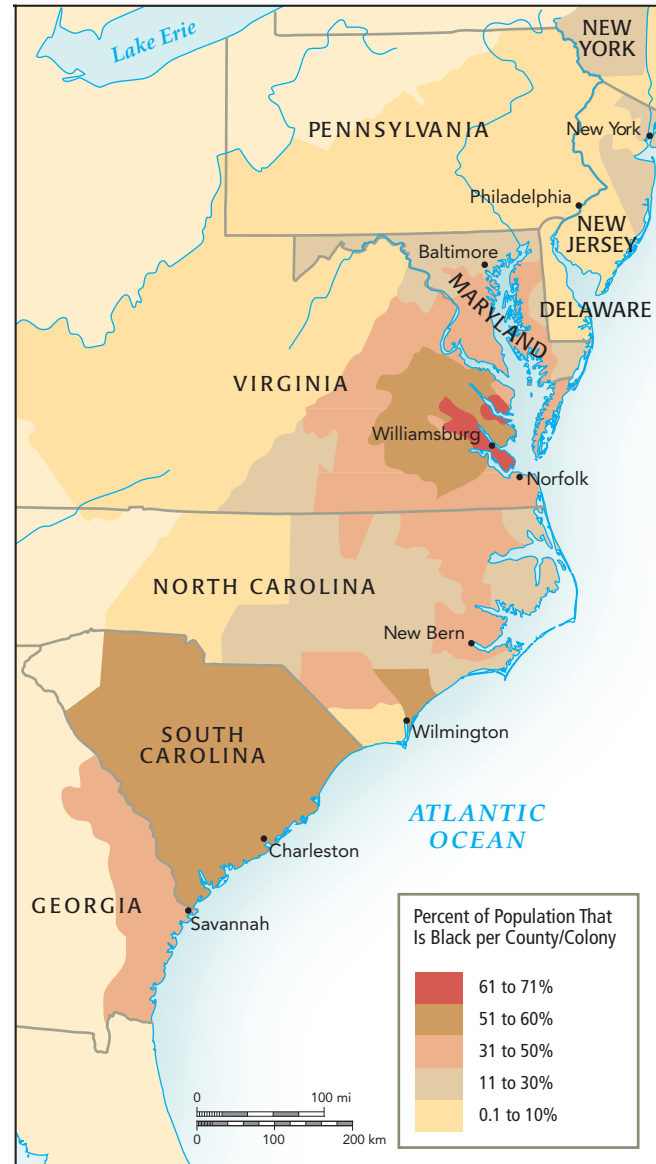 Lake Erie
NEW
YORK
PENNSYLVANIA
New York
Philadelphia
NEW
JERSEY
Baltimore
MARYLAND
DELAWARE
VIRGINIA
Williamsburg
Norfolk
NORTH CAROLINA
New Bern
SOUTH
CAROLINA
Wilmington
ATLANTIC
OCEAN
Charleston
GEORGIA
Savannah
Percent of Population That
Is Black per County/Colony
61 to 71%
51 to 60%
31 to 50%
11 to 30%
0.1 to 10%
0 100 mi
0 100 200 km